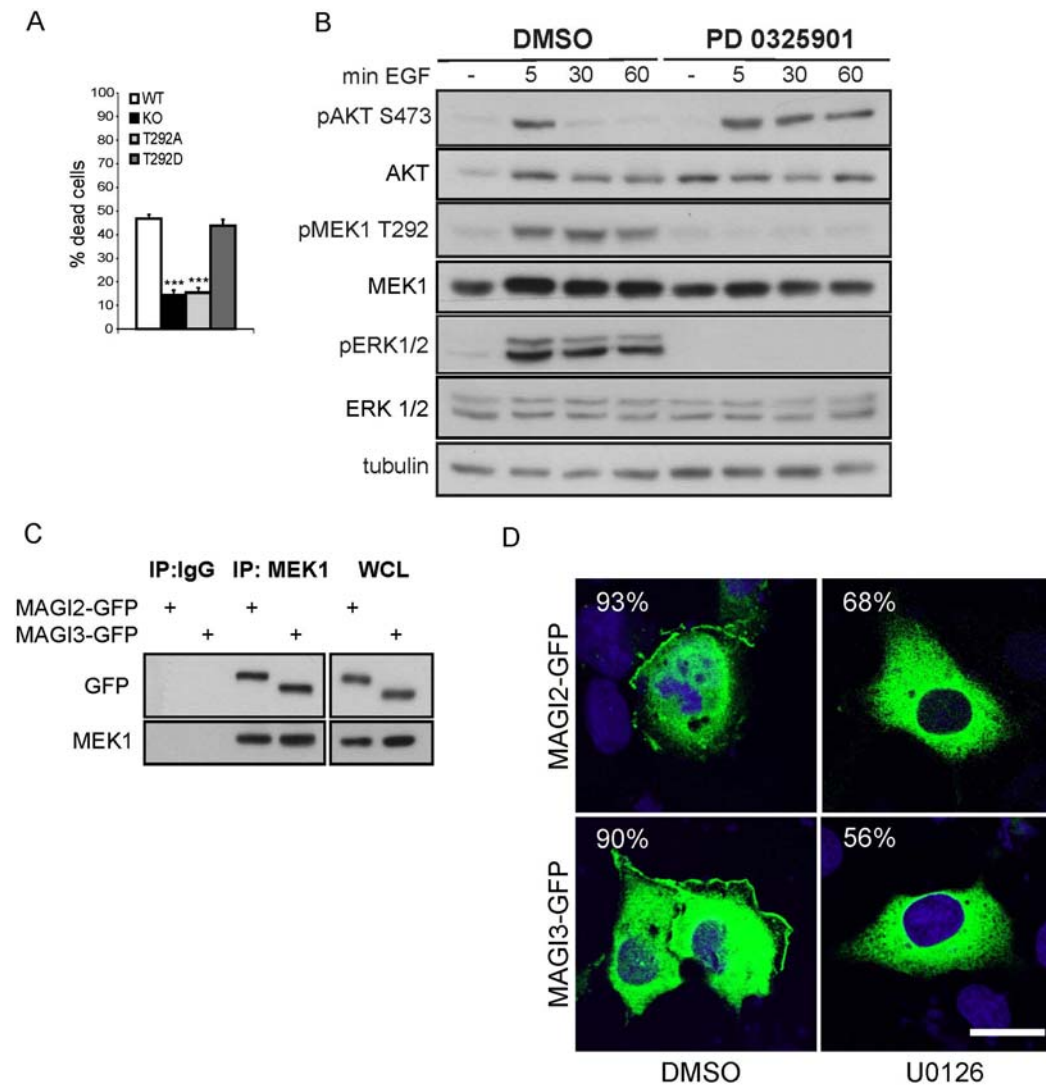 A
100
90
80
70
60
50
40
30
20
10
0
% dead cells
WT
KO
T292A
T292D
*** ***
B
DMSO PD 0325901
min EGF - 5 30 60 - 5 30 60
pAKT S473
AKT
pMEK1 T292
MEK1
pERK1/2
ERK 1/2
tubulin
C
IP:IgG IP: MEK1 WCL
MAGI2-GFP + + +
MAGI3-GFP + + +
GFP
MEK1
D
MAGI2-GFP
93% 68%
MAGI3-GFP
90% 56%
DMSO U0126